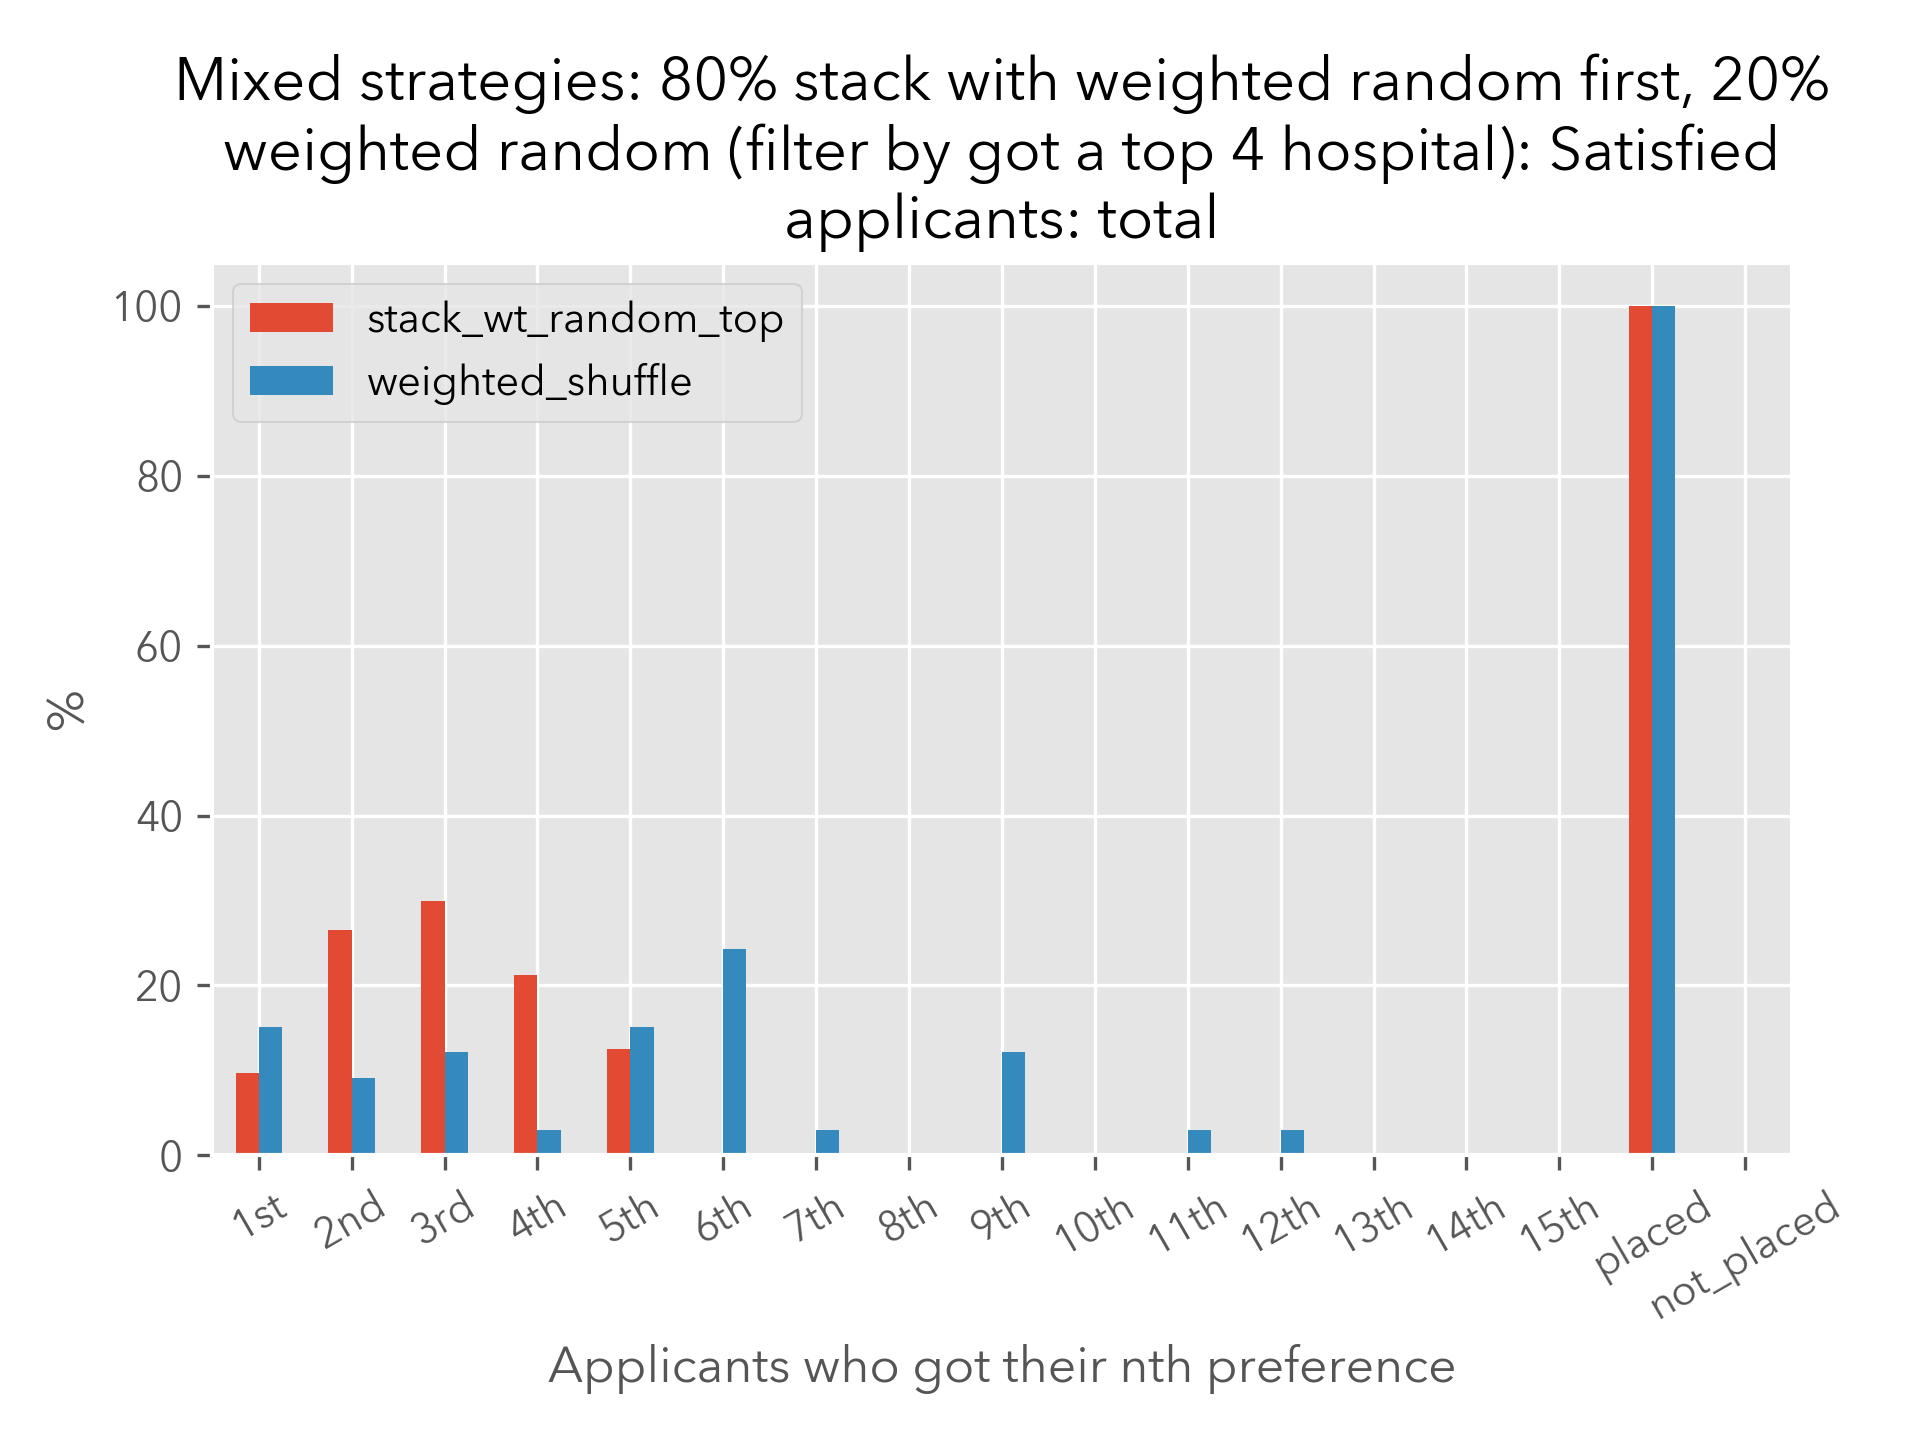 Mixed strategies: 80% stack with weighted random first, 20%
weighted random (filter by got a top 4 hospital): Satisfied
applicants: total
stack_wt_random_top
weighted_shuffle
100
80
60
40
20
0
%
1st
2nd
3rd
4th
5th
6th
7th
8th
9th
10th
11th
12th
13th
14th
15th
placed
not_placed
Applicants who got their nth preference